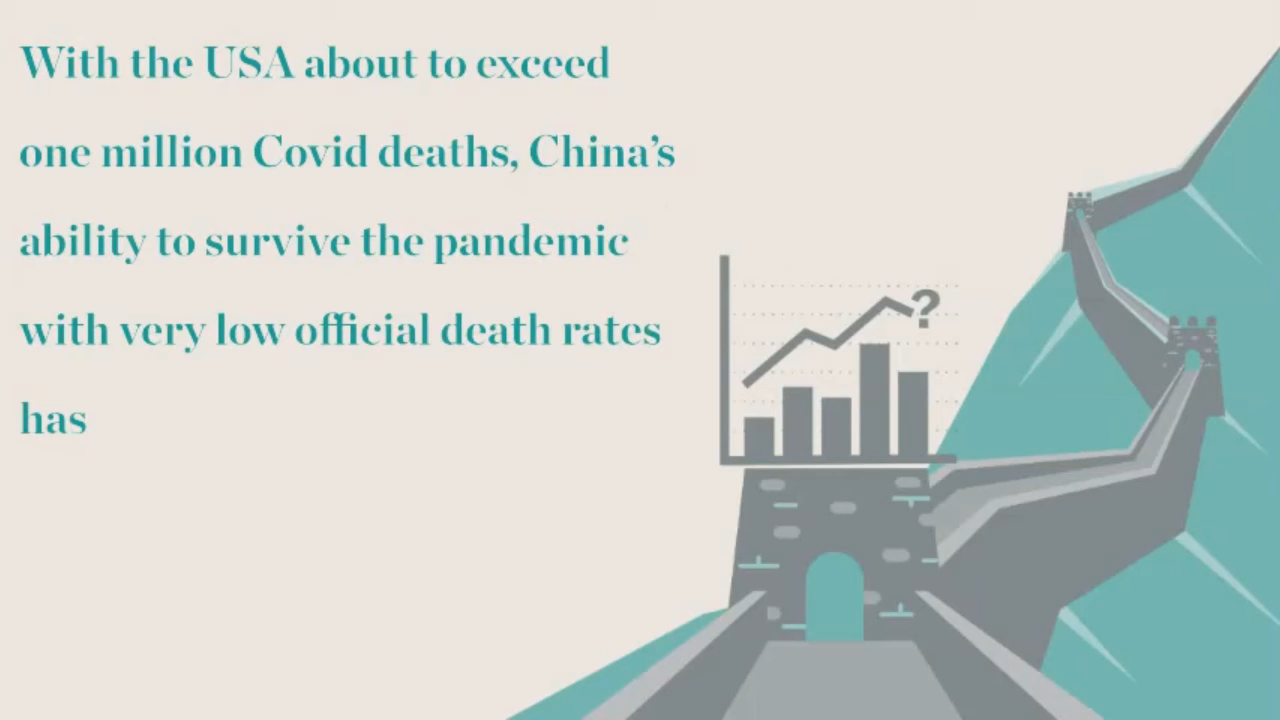 With the USA about to exceed
one million Covid deaths, China’s
ability to survive the pandemic
with very low official death rates
has
?